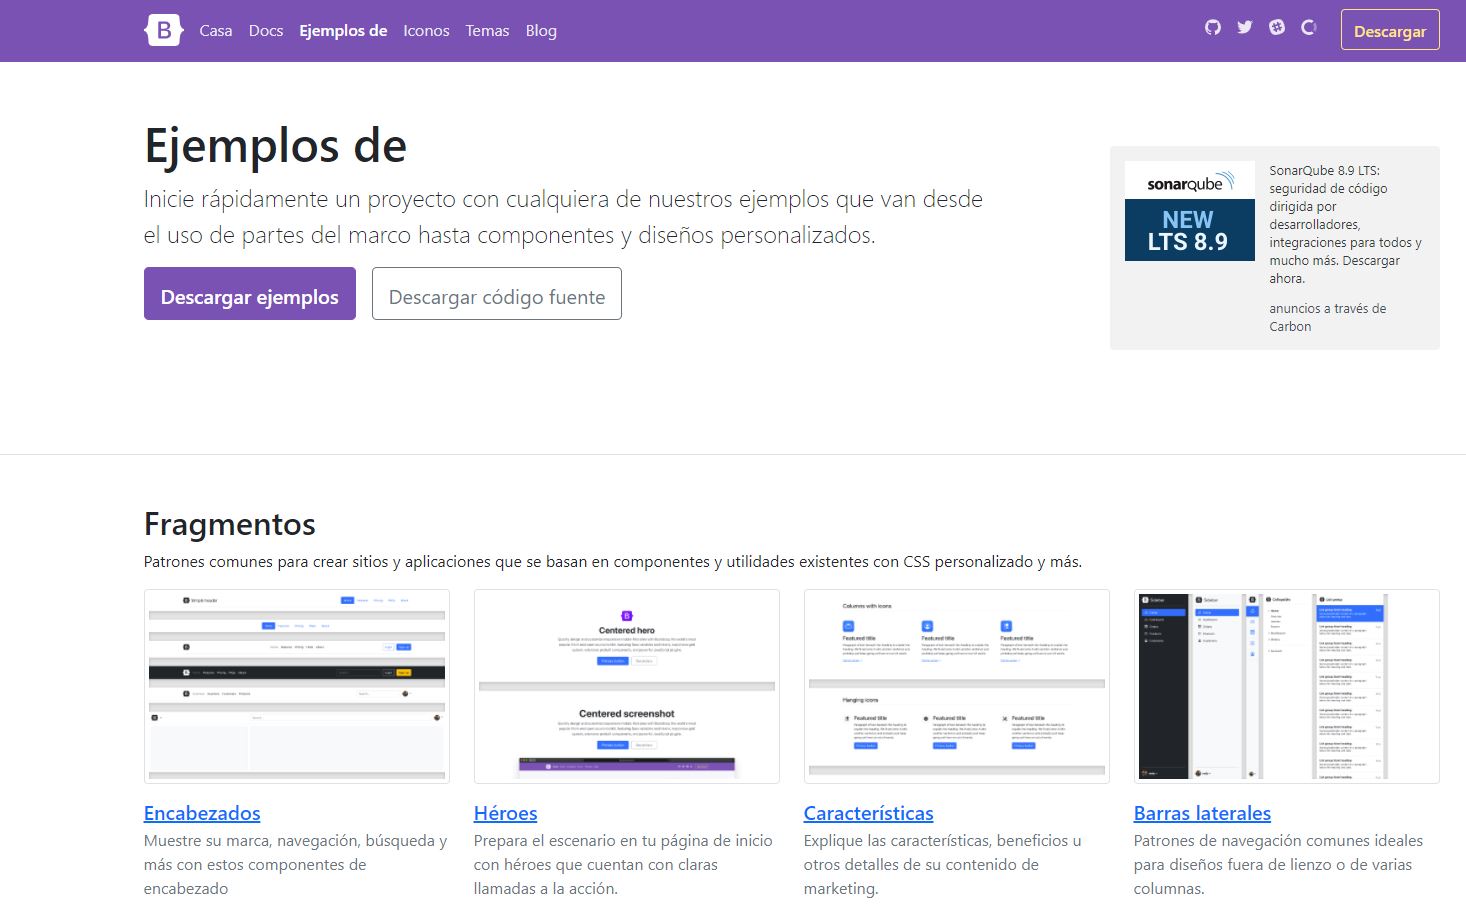 B Casa Docs Ejemplos de Iconos Temas Blog Descargar
Ejemplos de
Inicie rápidamente un proyecto con cualquiera de nuestros ejemplos que van desde
el uso de partes del marco hasta componentes y diseños personalizados.
Descargar ejemplos Descargar código fuente
sonarqube
NEW
LTS 8.9
SonarQube 8.9 LTS:
seguridad de código
dirigida por
desarrolladores,
integraciones para todos y
mucho más. Descargar
ahora.
anuncios a través de
Carbon
Fragmentos
Patrones comunes para crear sitios y aplicaciones que se basan en componentes y utilidades existentes con CSS personalizado y más.
Simple header
Centered hero
Centered screenshot
Columns with icons
Featured title Featured title Featured title
Hanging icons
Featured title Featured title Featured title
Sidebar Sidebar Collapsible List group
Encabezados
Muestre su marca, navegación, búsqueda y
más con estos componentes de
encabezado
Héroes
Prepara el escenario en tu página de inicio
con héroes que cuentan con claras
llamadas a la acción.
Características
Explique las características, beneficios u
otros detalles de su contenido de
marketing.
Barras laterales
Patrones de navegación comunes ideales
para diseños fuera de lienzo o de varias
columnas.